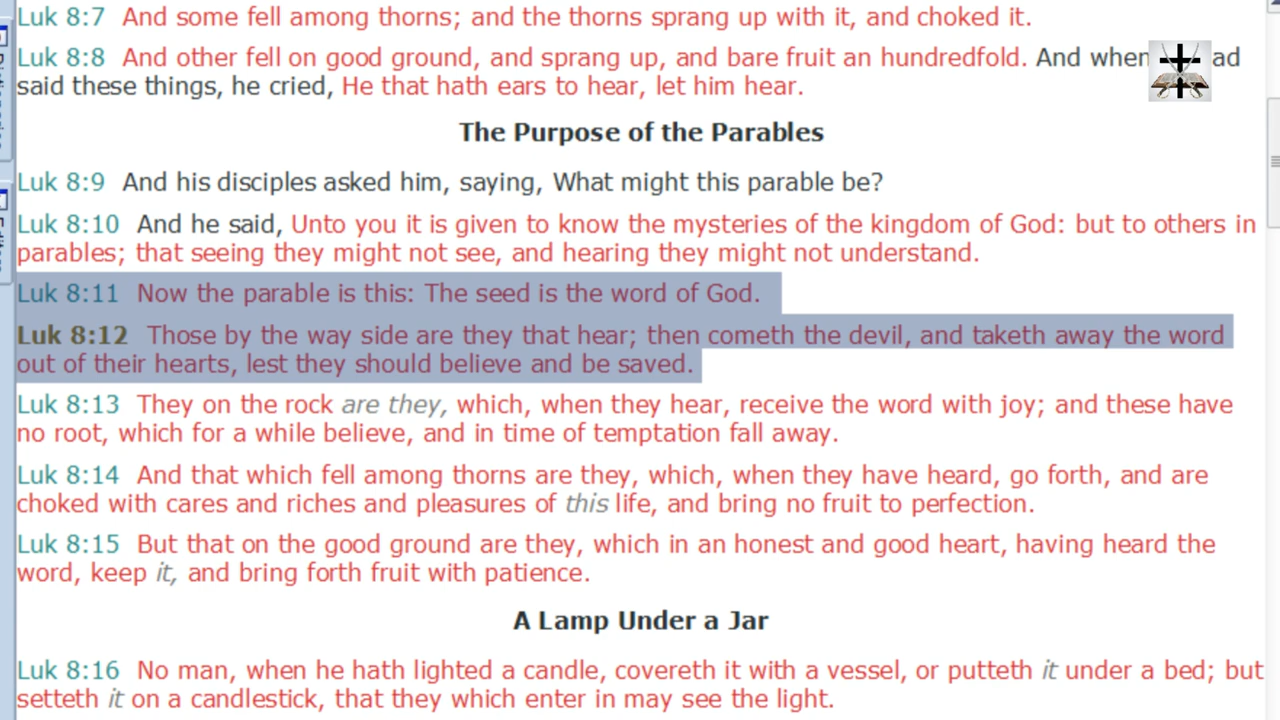 Luk 8:7 And some fell among thorns; and the thorns sprang up with it, and choked it.
Luk 8:8 And other fell on good ground, and sprang up, and bare fruit an hundredfold. And when ad
said these things, he cried, He that hath ears to hear, let him hear.
The Purpose of the Parables
Luk 8:9 And his disciples asked him, saying, What might this parable be?
Luk 8:10 And he said, Unto you it is given to know the mysteries of the kingdom of God: but to others in
parables; that seeing they might not see, and hearing they might not understand.
Luk 8:11 Now the parable is this: The seed is the word of God.
Luk 8:12 Those by the way side are they that hear; then cometh the devil, and taketh away the word
out of their hearts, lest they should believe and be saved.
Luk 8:13 They on the rock are they, which, when they hear, receive the word with joy; and these have
no root, which for a while believe, and in time of temptation fall away.
Luk 8:14 And that which fell among thorns are they, which, when they have heard, go forth, and are
choked with cares and riches and pleasures of this life, and bring no fruit to perfection.
Luk 8:15 But that on the good ground are they, which in an honest and good heart, having heard the
word, keep it, and bring forth fruit with patience.
A Lamp Under a Jar
Luk 8:16 No man, when he hath lighted a candle, covereth it with a vessel, or putteth it under a bed; but
setteth it on a candlestick, that they which enter in may see the light.